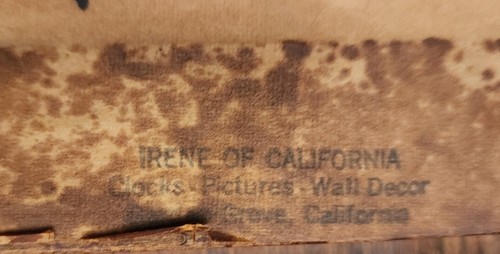 IRENE OF CALIFORNIA
Clocks - Pictures - Wall Decor
Grove, California